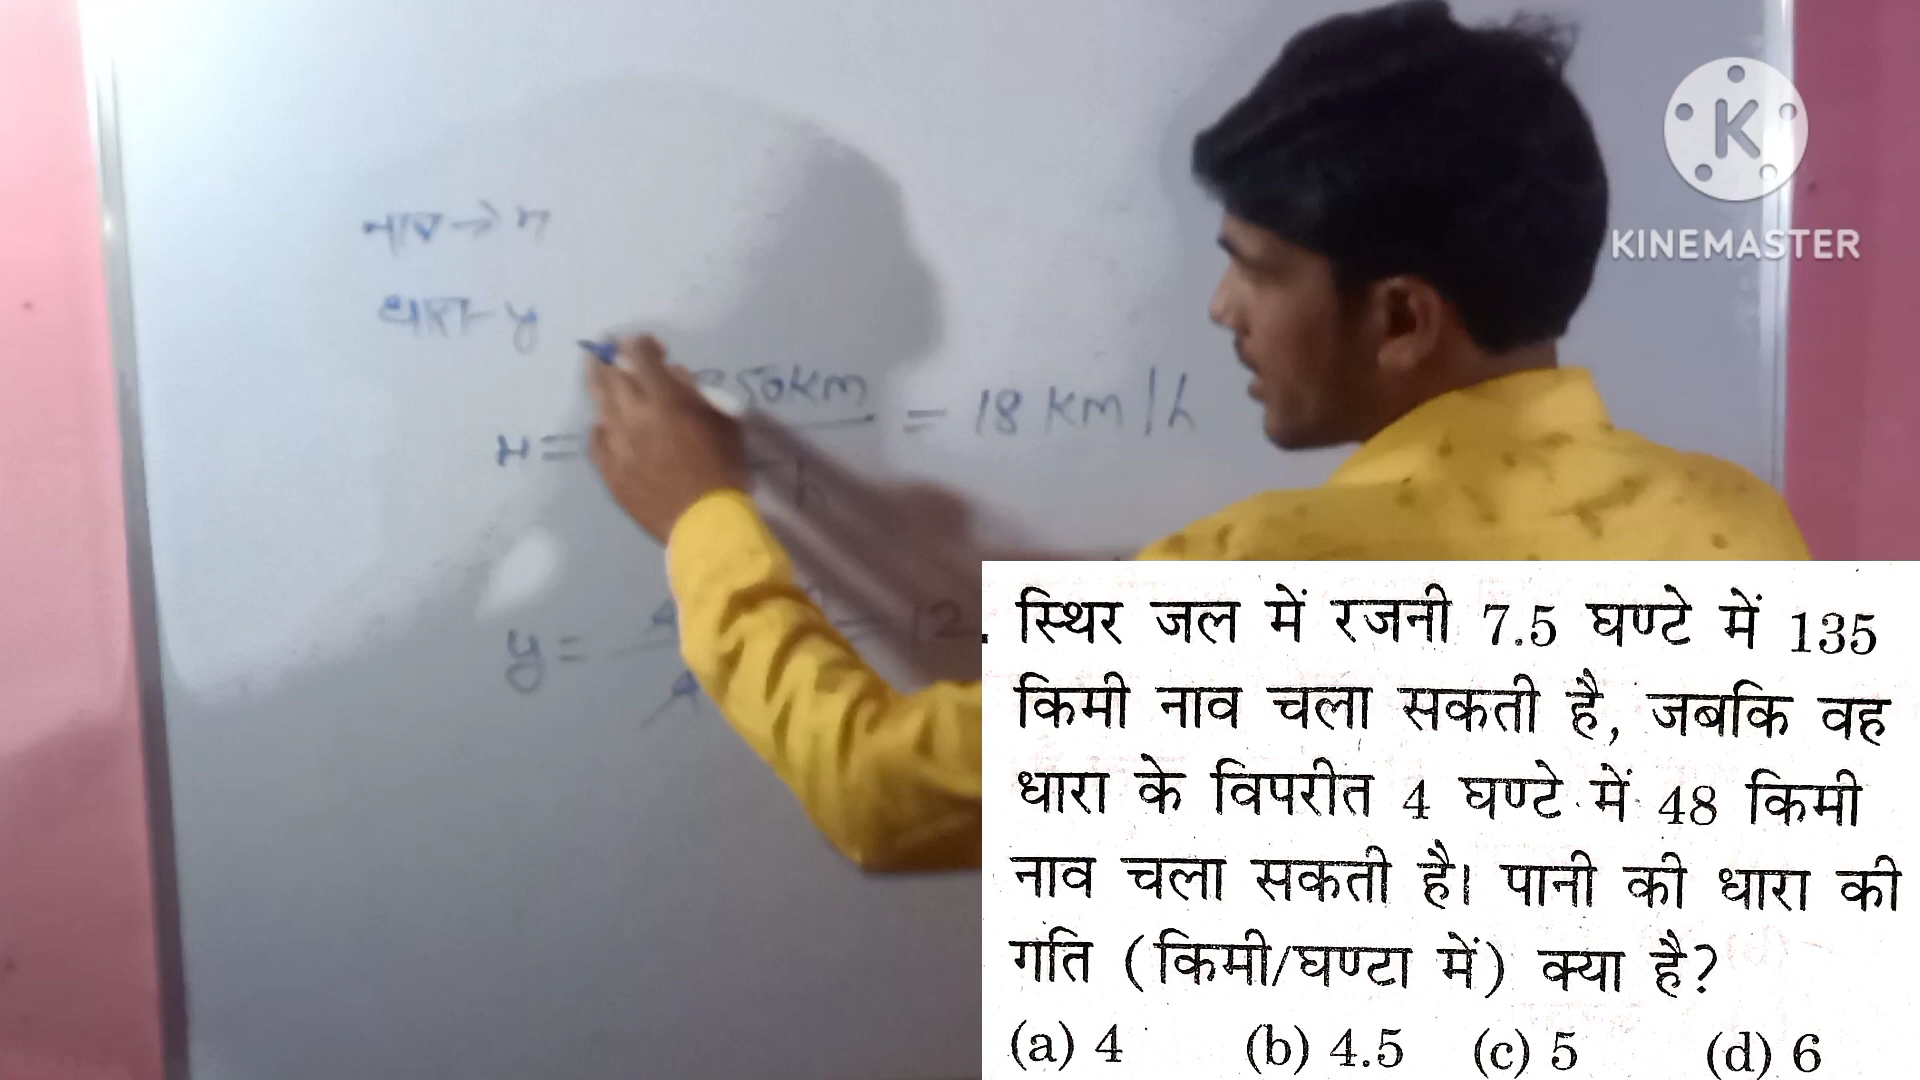 नाव → x
धारा - y
50km = 18 KM/h
x =
y =
12
K
KINEMASTER
. स्थिर जल में रजनी 7.5 घण्टे में 135
किमी नाव चला सकती है, जबकि वह
धारा के विपरीत 4 घण्टे में 48 किमी
नाव चला सकती है। पानी की धारा की
गति (किमी/घण्टा में) क्या है?
(a) 4 (b) 4.5 (c) 5 (d) 6